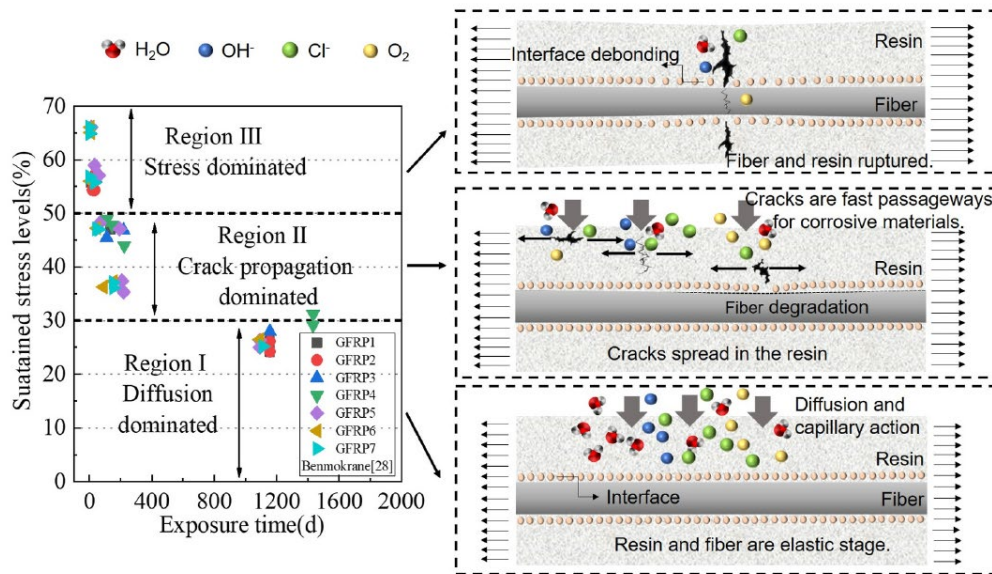 H₂O
OH⁻
Cl⁻
O₂
Suatained stress levels(%)
70
60
50
40
30
20
10
0
Region III
Stress dominated
Region II
Crack propagation
dominated
Region I
Diffusion
dominated
GFRP1
GFRP2
GFRP3
GFRP4
GFRP5
GFRP6
GFRP7
Benmokrane[28]
0
400
800
1200
1600
2000
Exposure time(d)
Resin
Interface debonding
Fiber
Fiber and resin ruptured.
Cracks are fast passageways
for corrosive materials.
Resin
Fiber degradation
Cracks spread in the resin
Diffusion and
capillary action
Resin
Fiber
Interface
Resin and fiber are elastic stage.